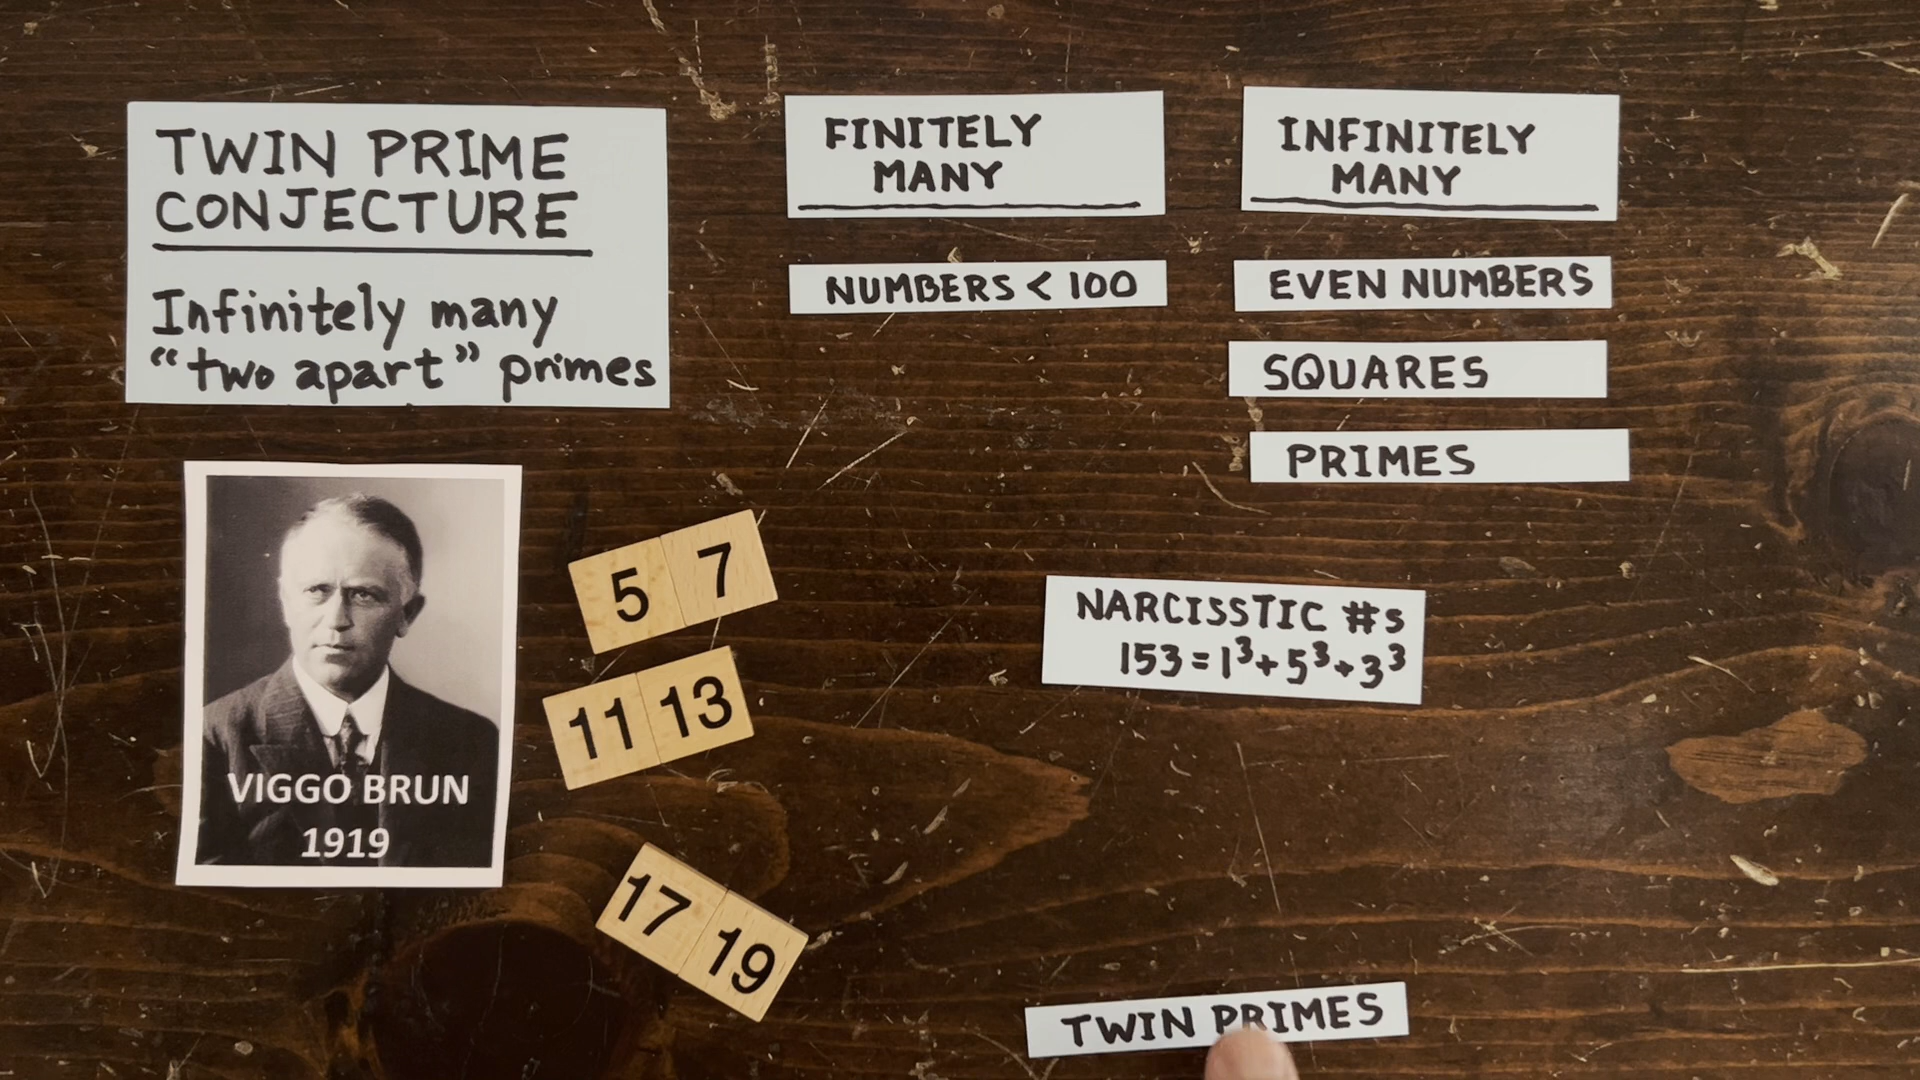 TWIN PRIME
CONJECTURE
Infinitely many
“two apart” primes
FINITELY
MANY
NUMBERS < 100
INFINITELY
MANY
EVEN NUMBERS
SQUARES
PRIMES
VIGGO BRUN
1919
5 7
11 13
17 19
NARCISSTIC #s
153 = 1³ + 5³ + 3³
TWIN PRIMES